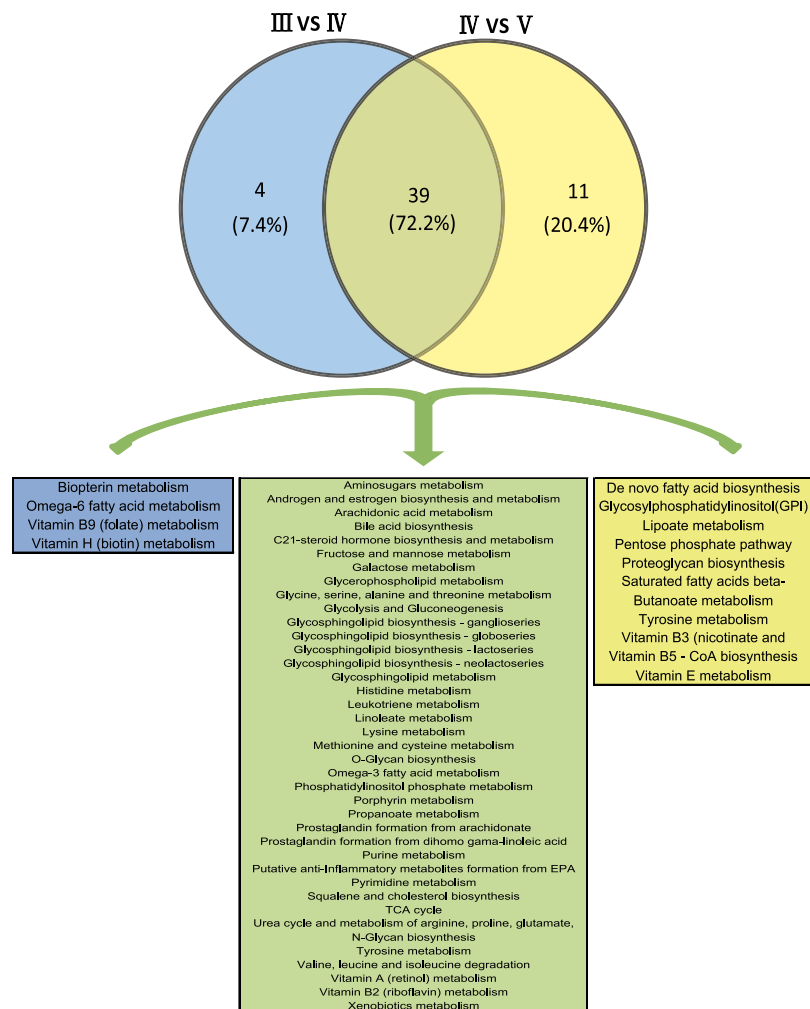 Ⅲ vs Ⅳ
Ⅳ vs Ⅴ
4
(7.4%)
39
(72.2%)
11
(20.4%)
Biopterin metabolism
Omega-6 fatty acid metabolism
Vitamin B9 (folate) metabolism
Vitamin H (biotin) metabolism
Aminosugars metabolism
Androgen and estrogen biosynthesis and metabolism
Arachidonic acid metabolism
Bile acid biosynthesis
C21-steroid hormone biosynthesis and metabolism
Fructose and mannose metabolism
Galactose metabolism
Glycerophospholipid metabolism
Glycine, serine, alanine and threonine metabolism
Glycolysis and Gluconeogenesis
Glycosphingolipid biosynthesis - ganglioseries
Glycosphingolipid biosynthesis - globoseries
Glycosphingolipid biosynthesis - lactoseries
Glycosphingolipid biosynthesis - neolactoseries
Glycosphingolipid metabolism
Histidine metabolism
Leukotriene metabolism
Linoleate metabolism
Lysine metabolism
Methionine and cysteine metabolism
O-Glycan biosynthesis
Omega-3 fatty acid metabolism
Phosphatidylinositol phosphate metabolism
Porphyrin metabolism
Propanoate metabolism
Prostaglandin formation from arachidonate
Prostaglandin formation from dihomo gama-linoleic acid
Purine metabolism
Putative anti-Inflammatory metabolites formation from EPA
Pyrimidine metabolism
Squalene and cholesterol biosynthesis
TCA cycle
Urea cycle and metabolism of arginine, proline, glutamate,
N-Glycan biosynthesis
Tyrosine metabolism
Valine, leucine and isoleucine degradation
Vitamin A (retinol) metabolism
Vitamin B2 (riboflavin) metabolism
Xenobiotics metabolism
De novo fatty acid biosynthesis
Glycosylphosphatidylinositol(GPI)
Lipoate metabolism
Pentose phosphate pathway
Proteoglycan biosynthesis
Saturated fatty acids beta-
Butanoate metabolism
Tyrosine metabolism
Vitamin B3 (nicotinate and
Vitamin B5 - CoA biosynthesis
Vitamin E metabolism